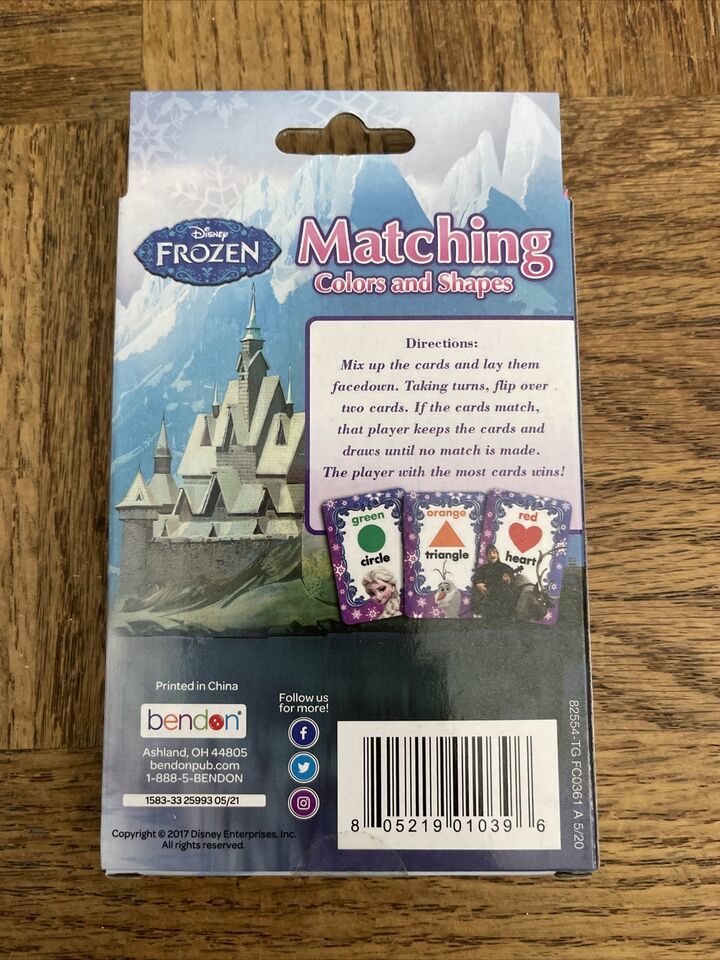 Disney
FROZEN
Matching
Colors and Shapes
Directions:
Mix up the cards and lay them
facedown. Taking turns, flip over
two cards. If the cards match,
that player keeps the cards and
draws until no match is made.
The player with the most cards wins!
green
circle
orange
triangle
red
heart
Printed in China
bendon®
Ashland, OH 44805
bendonpub.com
1-888-5-BENDON
1583-33 25993 05/21
Follow us
for more!
Copyright © 2017 Disney Enterprises, Inc.
All rights reserved.
8 05219 01039 6
82554-TG FC0361 A 5/20